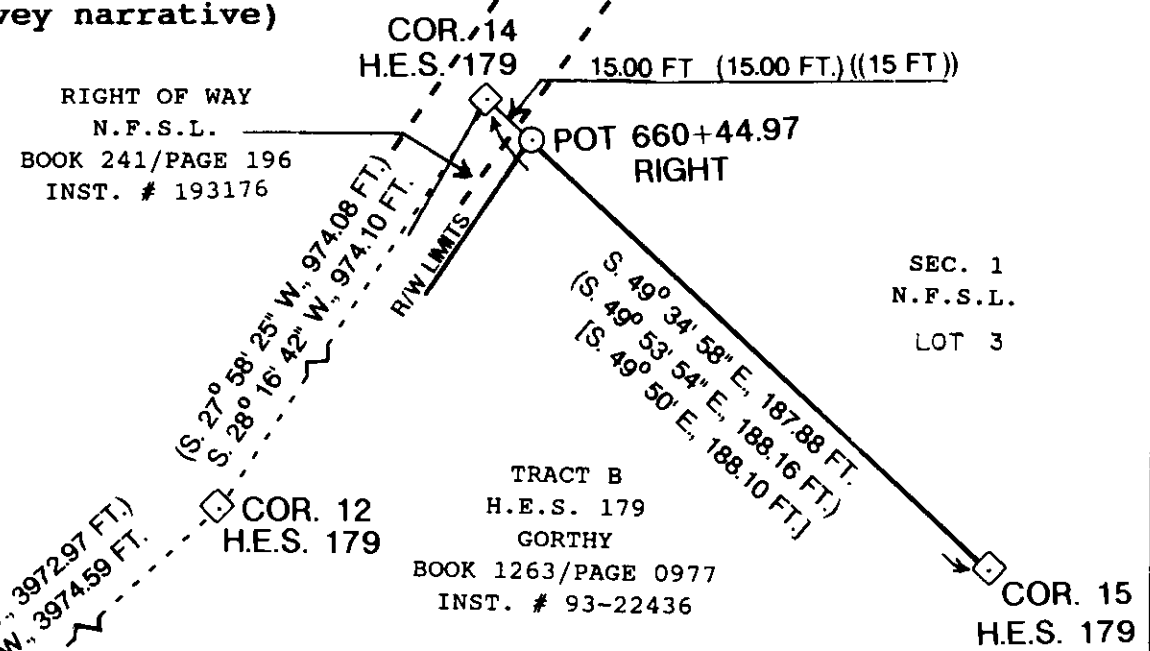 vey narrative)
COR. 14
H.E.S. 179
15.00 FT (15.00 FT.) ((15 FT))
RIGHT OF WAY
N.F.S.L.
BOOK 241/PAGE 196
INST. # 193176
POT 660+44.97
RIGHT
R/W LIMITS
(S. 27° 58' 25" W., 974.08 FT.)
S. 28° 16' 42" W., 974.10 FT.
S. 49° 34' 58" E., 187.88 FT.
(S. 49° 53' 54" E., 188.16 FT.)
[S. 49° 50' E., 188.10 FT.]
SEC. 1
N.F.S.L.
LOT 3
COR. 12
H.E.S. 179
TRACT B
H.E.S. 179
GORTHY
BOOK 1263/PAGE 0977
INST. # 93-22436
., 3972.97 FT.)
W., 3974.59 FT.
COR. 15
H.E.S. 179